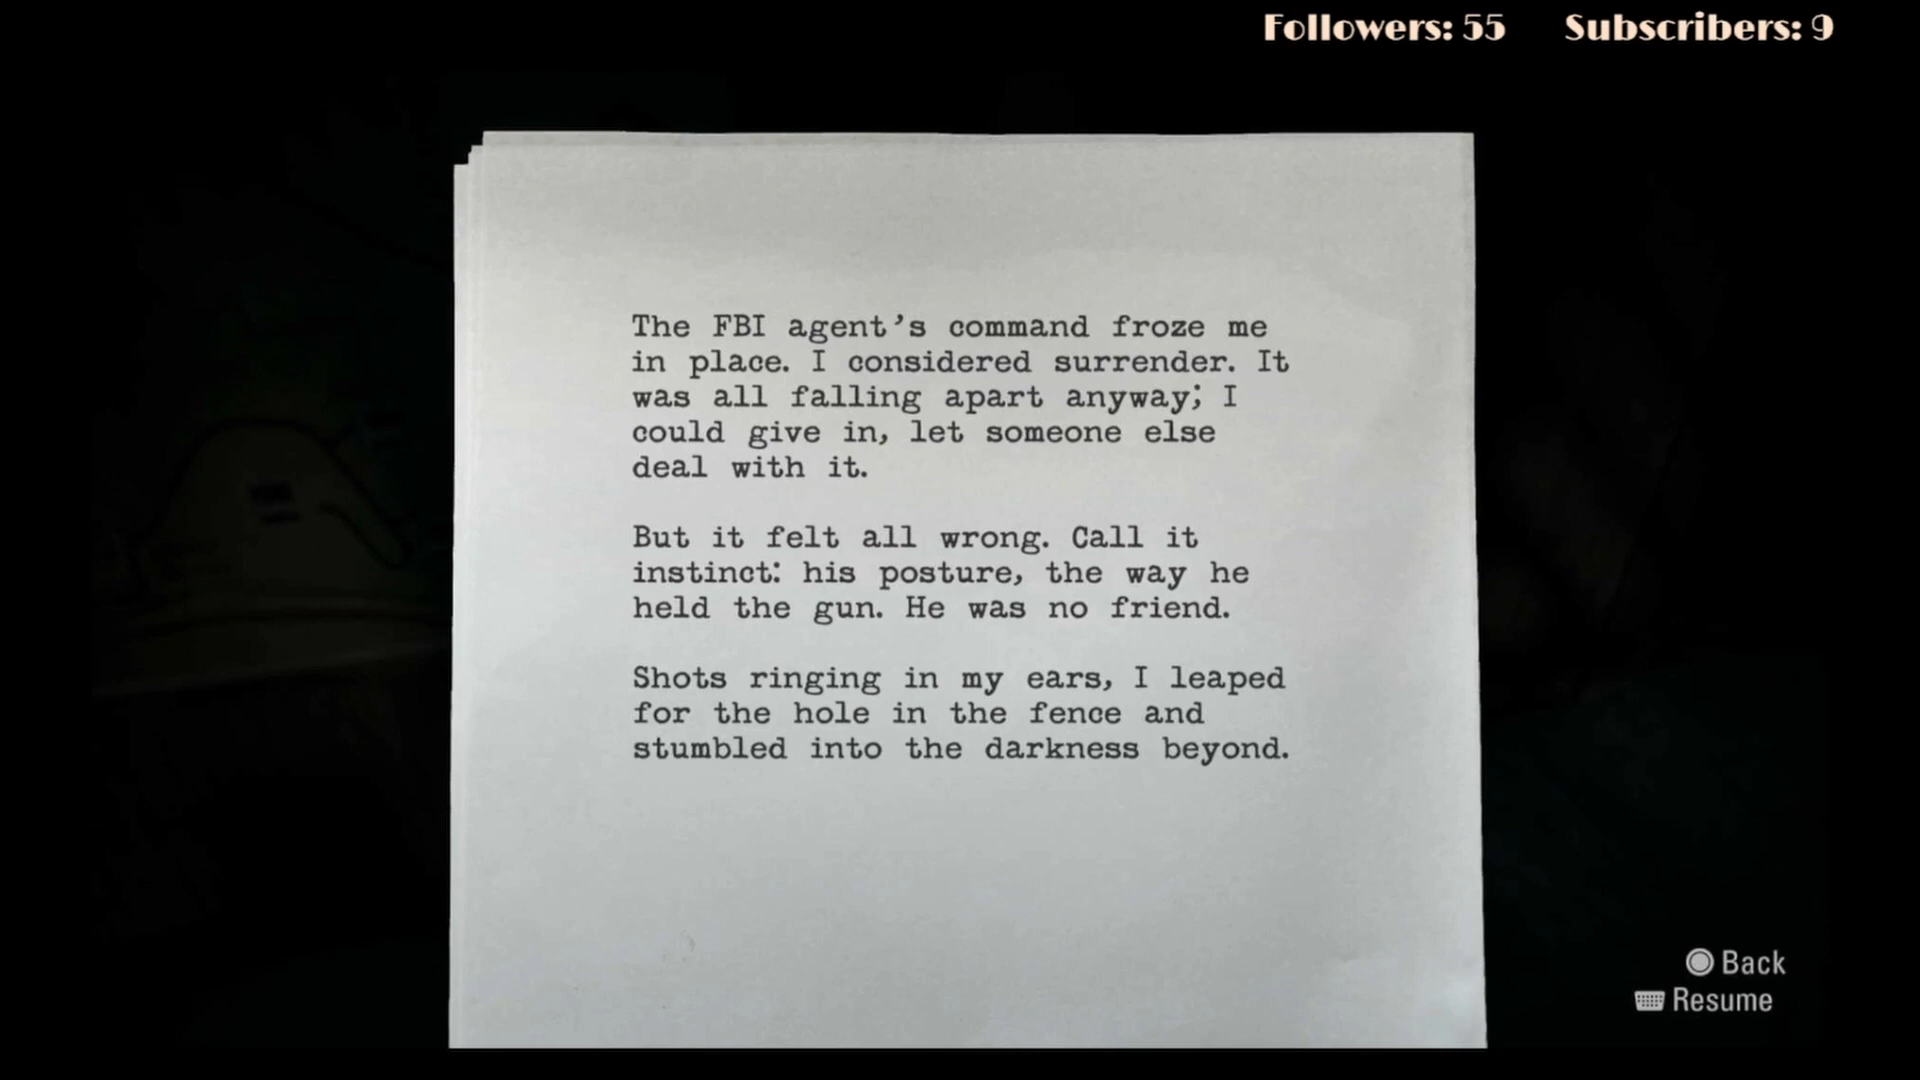 Followers: 55 Subscribers: 9
The FBI agent's command froze me
in place. I considered surrender. It
was all falling apart anyway; I
could give in, let someone else
deal with it.
But it felt all wrong. Call it
instinct: his posture, the way he
held the gun. He was no friend.
Shots ringing in my ears, I leaped
for the hole in the fence and
stumbled into the darkness beyond.
Back
Resume